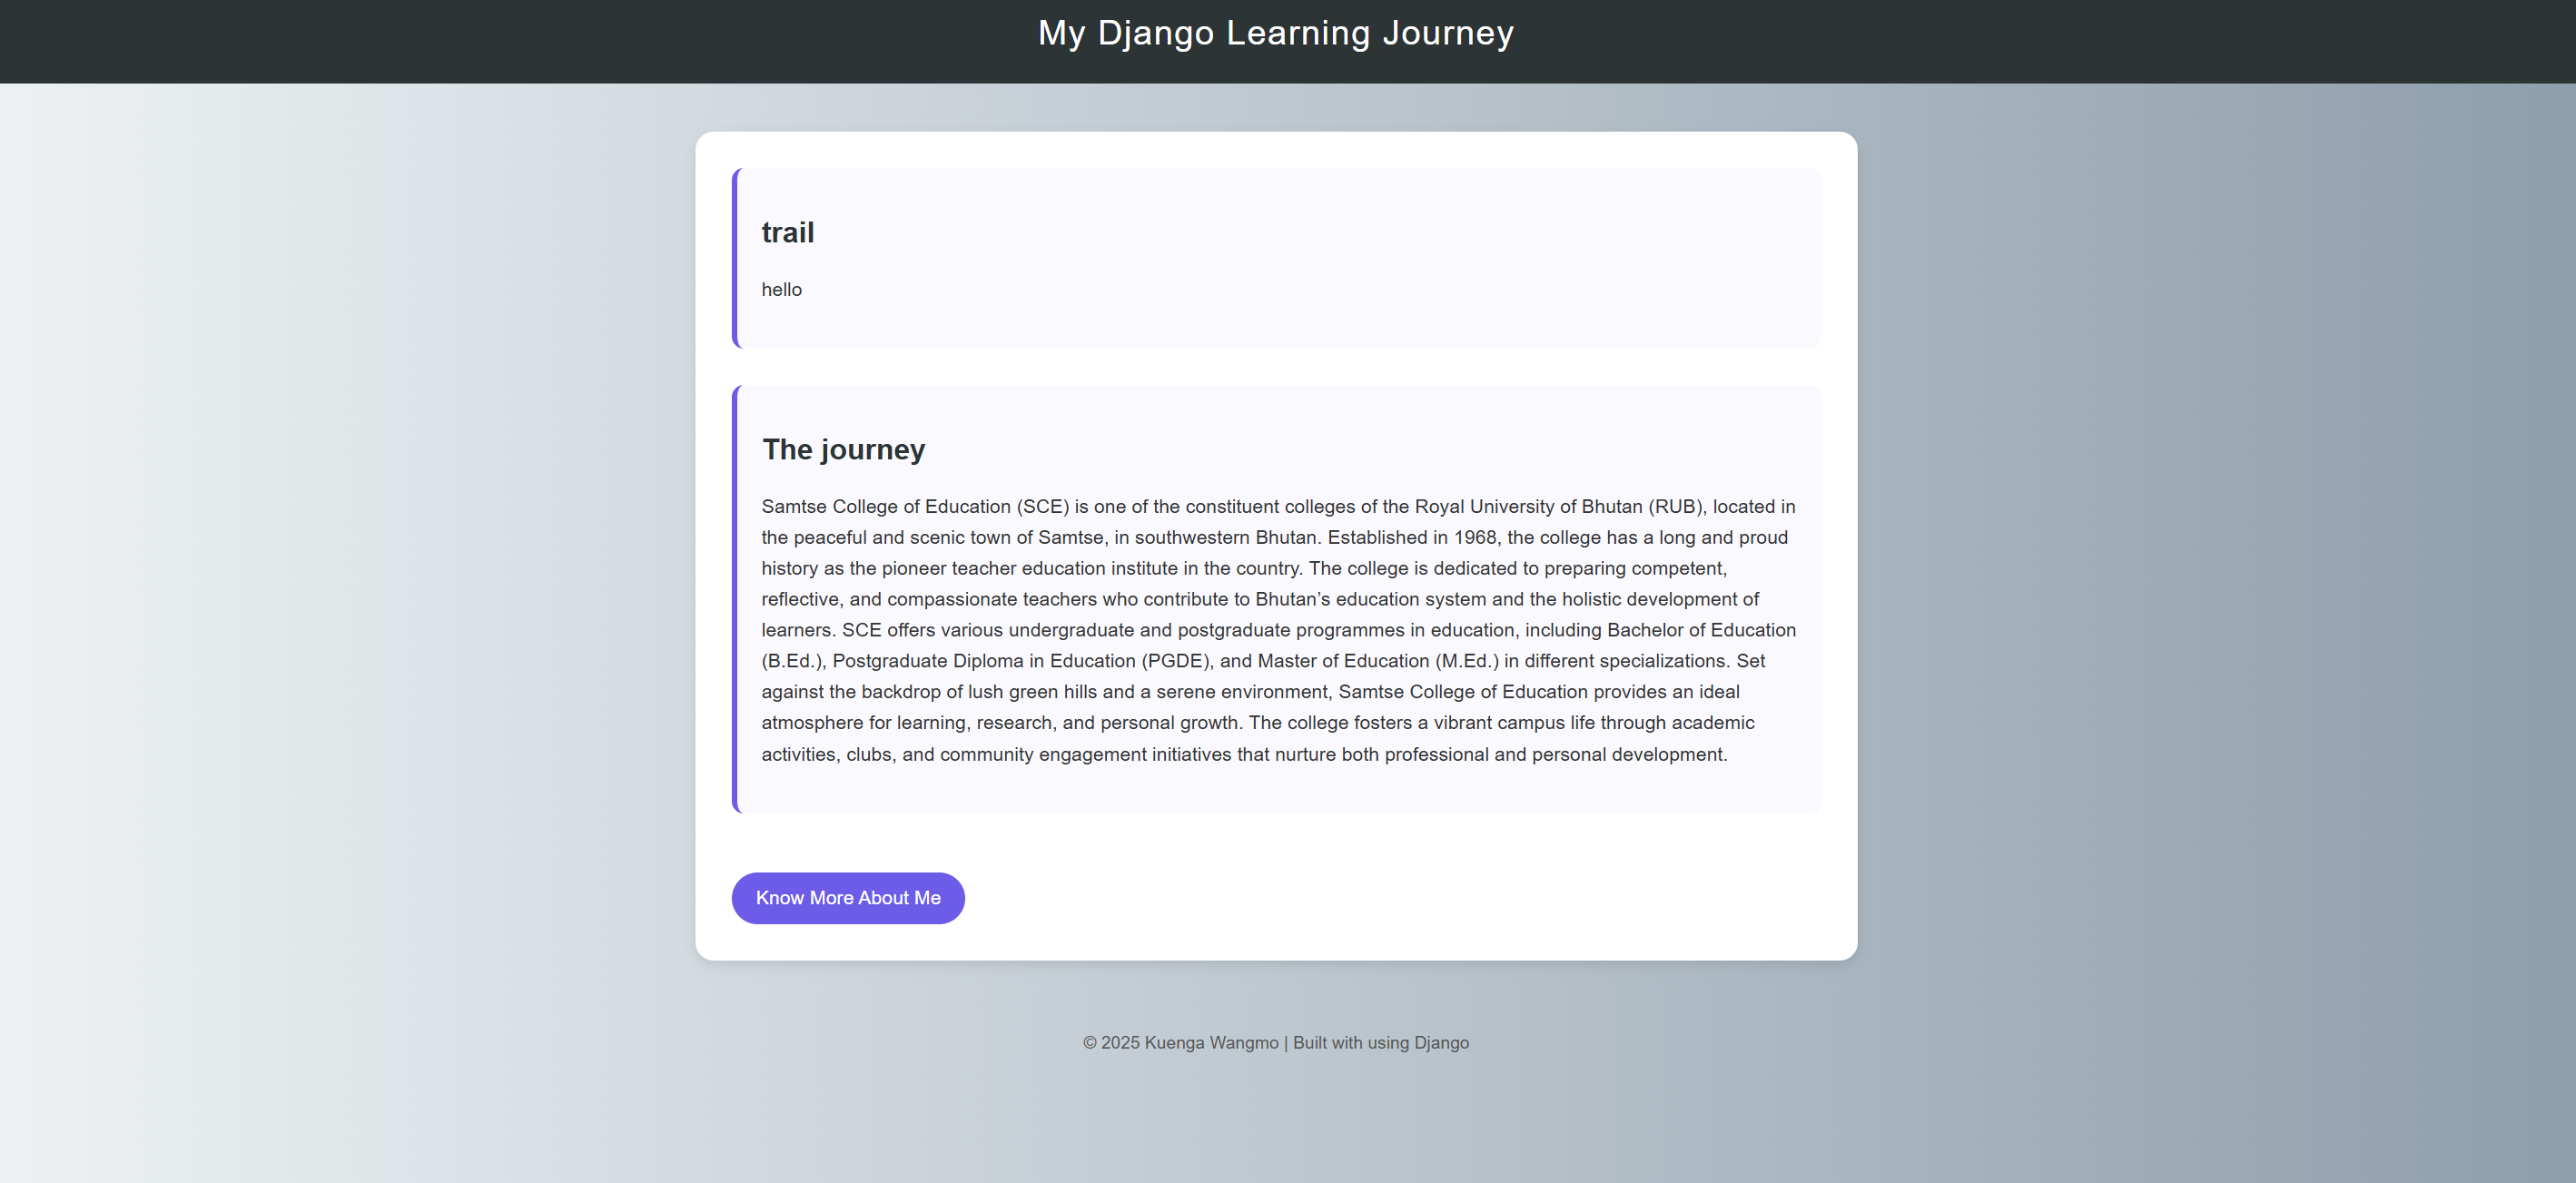 My Django Learning Journey
trail
hello
The journey
Samtse College of Education (SCE) is one of the constituent colleges of the Royal University of Bhutan (RUB), located in
the peaceful and scenic town of Samtse, in southwestern Bhutan. Established in 1968, the college has a long and proud
history as the pioneer teacher education institute in the country. The college is dedicated to preparing competent,
reflective, and compassionate teachers who contribute to Bhutan’s education system and the holistic development of
learners. SCE offers various undergraduate and postgraduate programmes in education, including Bachelor of Education
(B.Ed.), Postgraduate Diploma in Education (PGDE), and Master of Education (M.Ed.) in different specializations. Set
against the backdrop of lush green hills and a serene environment, Samtse College of Education provides an ideal
atmosphere for learning, research, and personal growth. The college fosters a vibrant campus life through academic
activities, clubs, and community engagement initiatives that nurture both professional and personal development.
Know More About Me
© 2025 Kuenga Wangmo | Built with using Django